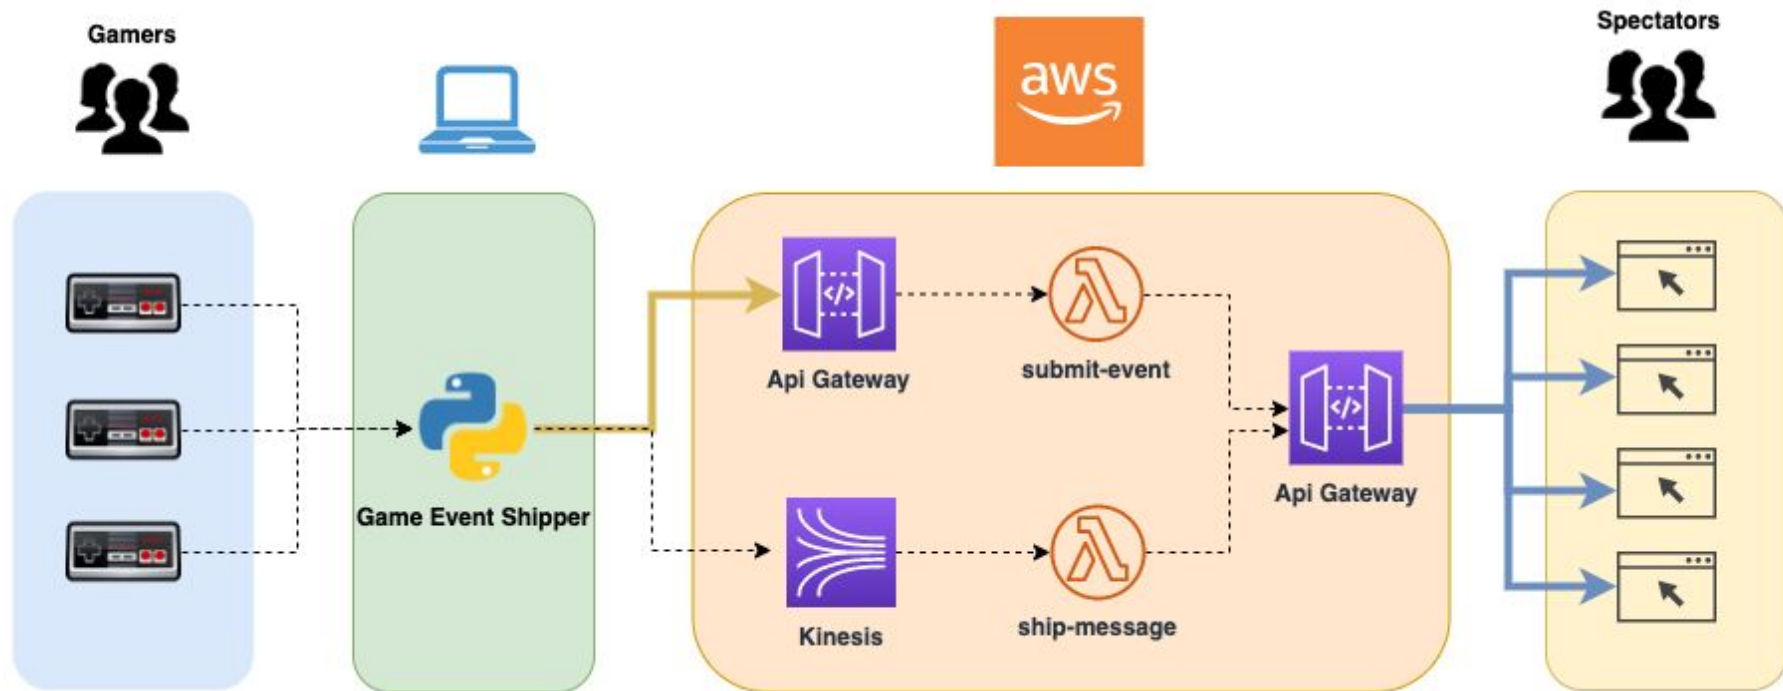 Gamers
Spectators
aws
Api Gateway
submit-event
Game Event Shipper
Api Gateway
Kinesis
ship-message